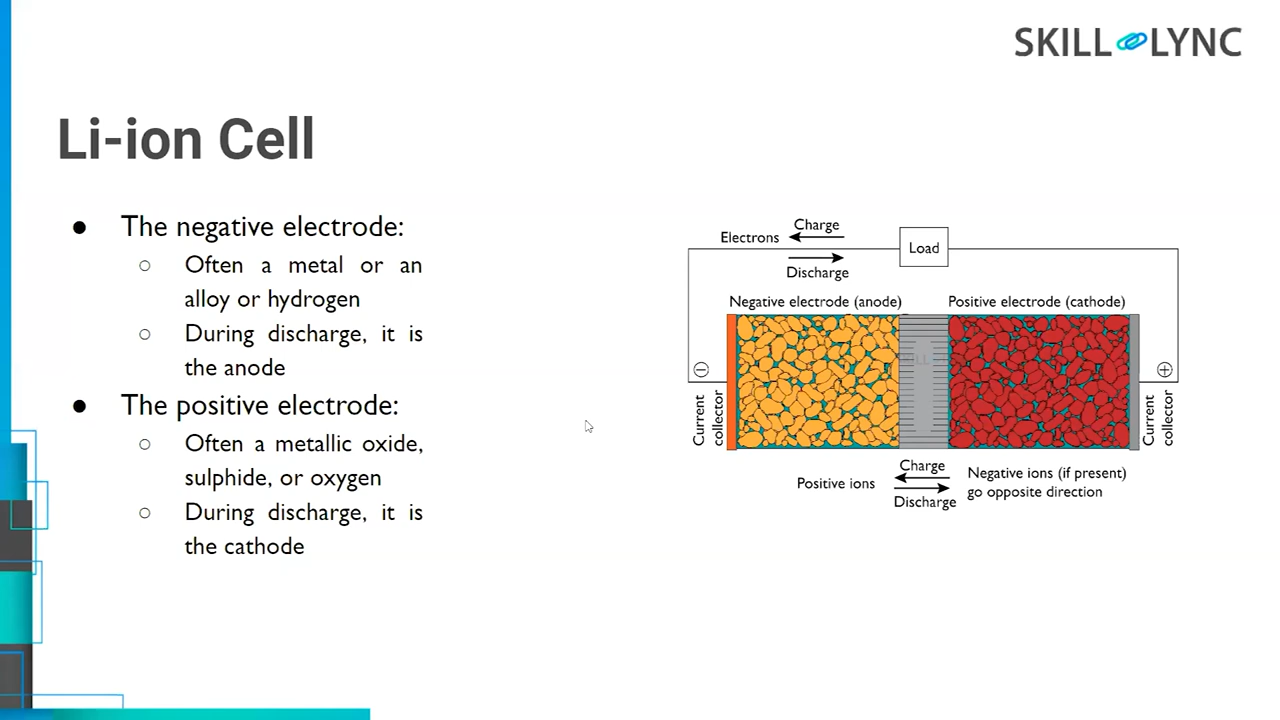 SKILL LYNC
Li-ion Cell
● The negative electrode:
○ Often a metal or an
alloy or hydrogen
○ During discharge, it is
the anode
● The positive electrode:
○ Often a metallic oxide,
sulphide, or oxygen
○ During discharge, it is
the cathode
Charge
Electrons
Load
Discharge
Negative electrode (anode)
Positive electrode (cathode)
−
+
Current
collector
Current
collector
Charge
Positive ions
Discharge
Negative ions (if present)
go opposite direction